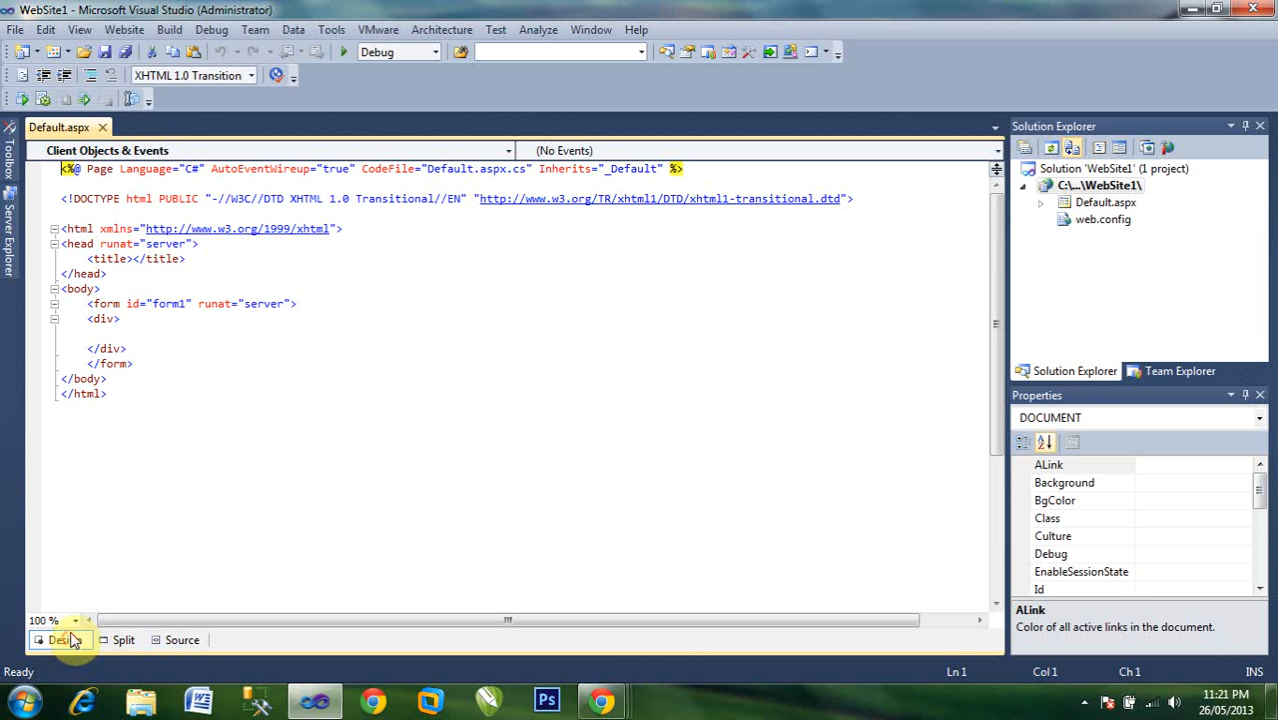 WebSite1 - Microsoft Visual Studio (Administrator)
File Edit View Website Build Debug Team Data Tools VMware Architecture Test Analyze Window Help
Debug
XHTML 1.0 Transition
Default.aspx
Client Objects & Events
(No Events)
<%@ Page Language="C#" AutoEventWireup="true" CodeFile="Default.aspx.cs" Inherits="_Default" %>
<!DOCTYPE html PUBLIC "-//W3C//DTD XHTML 1.0 Transitional//EN" "http://www.w3.org/TR/xhtml1/DTD/xhtml1-transitional.dtd">
<html xmlns="http://www.w3.org/1999/xhtml">
<head runat="server">
<title></title>
</head>
<body>
<form id="form1" runat="server">
<div>
</div>
</form>
</body>
</html>
100 %
Split
Source
Toolbox
Server Explorer
Solution Explorer
Solution 'WebSite1' (1 project)
C:\...\WebSite1\
Default.aspx
web.config
Solution Explorer
Team Explorer
Properties
DOCUMENT
ALink
Background
BgColor
Class
Culture
Debug
EnableSessionState
Id
ALink
Color of all active links in the document.
Ready
Ln 1
Col 1
Ch 1
INS
Ps
11:21 PM
26/05/2013